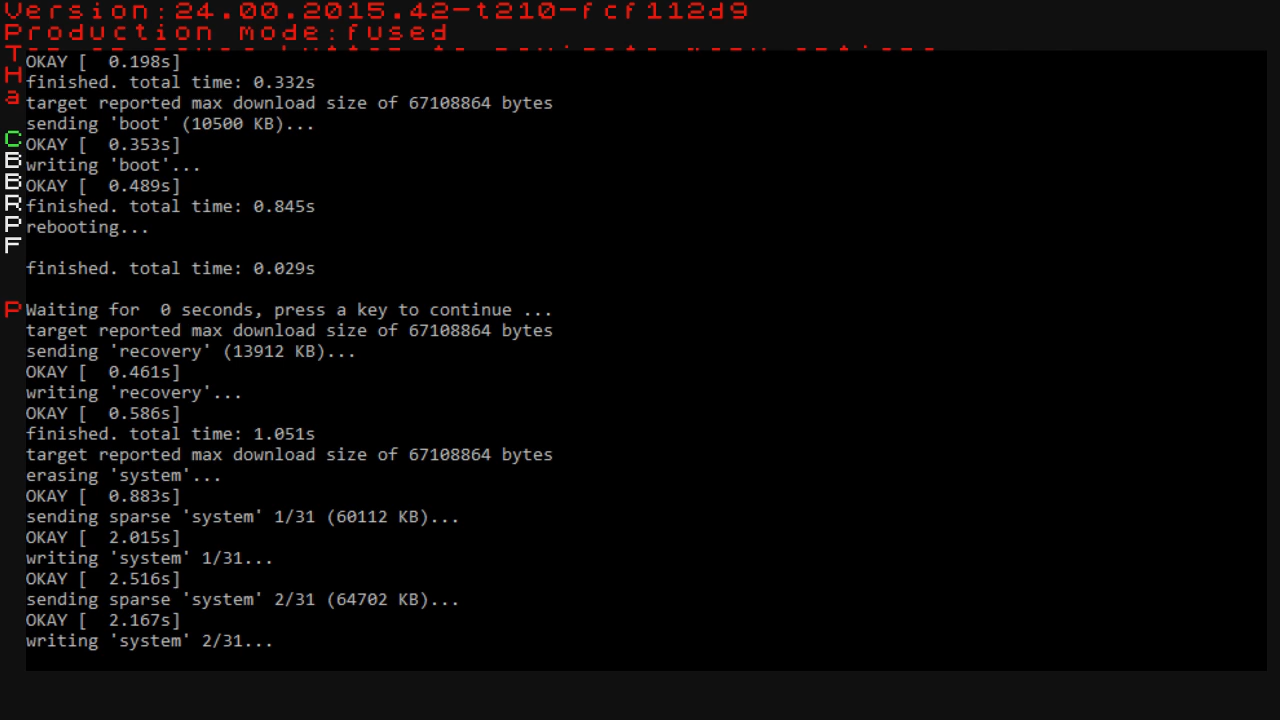 Version:24.00.2015.42-t210-fcf112d9
Production mode:fused
T
OKAY [  0.198s]
H
finished. total time: 0.332s
a
target reported max download size of 67108864 bytes
sending 'boot' (10500 KB)...
C
OKAY [  0.353s]
B
writing 'boot'...
B
OKAY [  0.489s]
R
finished. total time: 0.845s
P
rebooting...
F
finished. total time: 0.029s
P
Waiting for  0 seconds, press a key to continue ...
target reported max download size of 67108864 bytes
sending 'recovery' (13912 KB)...
OKAY [  0.461s]
writing 'recovery'...
OKAY [  0.586s]
finished. total time: 1.051s
target reported max download size of 67108864 bytes
erasing 'system'...
OKAY [  0.883s]
sending sparse 'system' 1/31 (60112 KB)...
OKAY [  2.015s]
writing 'system' 1/31...
OKAY [  2.516s]
sending sparse 'system' 2/31 (64702 KB)...
OKAY [  2.167s]
writing 'system' 2/31...